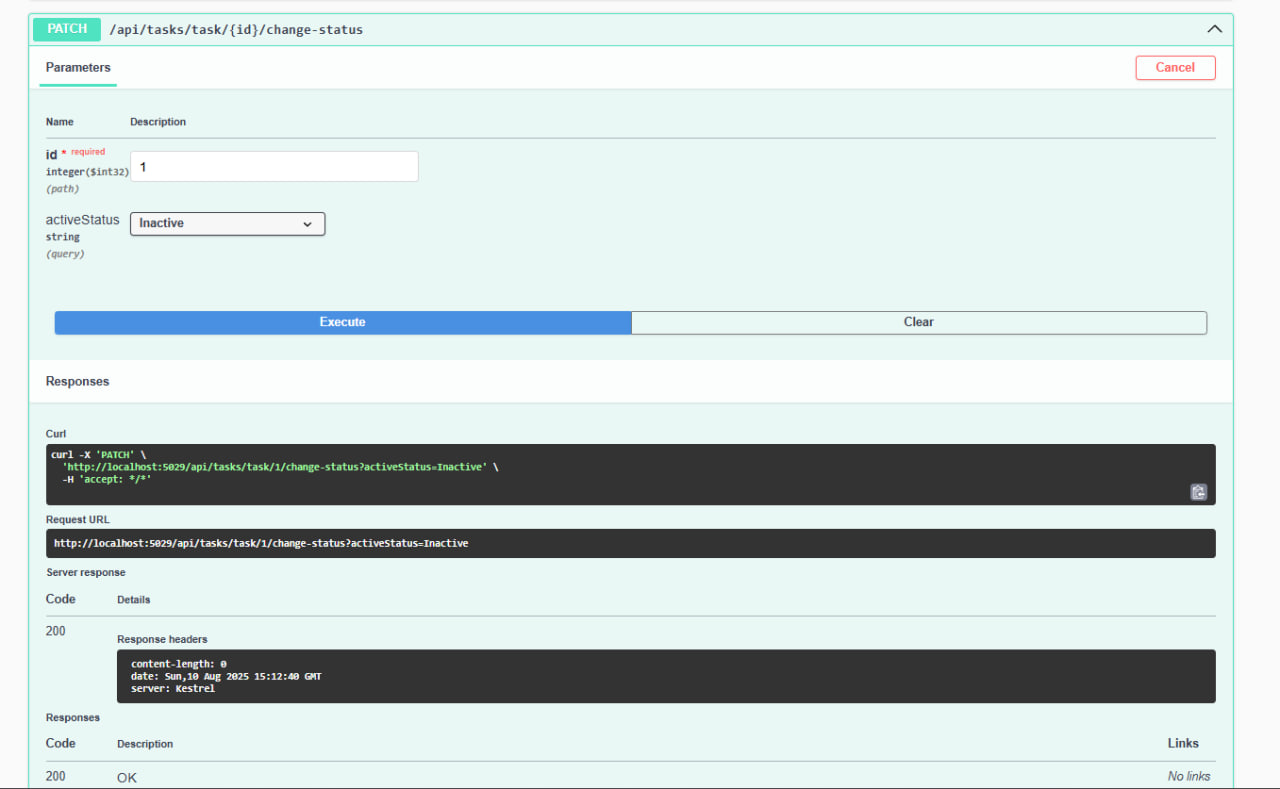 PATCH /api/tasks/task/{id}/change-status
Parameters Cancel
Name Description
id * required
integer($int32)
(path)
1
activeStatus
string
(query)
Inactive
Execute Clear
Responses
Curl
curl -X 'PATCH' \
'http://localhost:5029/api/tasks/task/1/change-status?activeStatus=Inactive' \
-H 'accept: */*'
Request URL
http://localhost:5029/api/tasks/task/1/change-status?activeStatus=Inactive
Server response
Code Details
200
Response headers
content-length: 0
date: Sun,10 Aug 2025 15:12:40 GMT
server: Kestrel
Responses
Code Description Links
200 OK No links